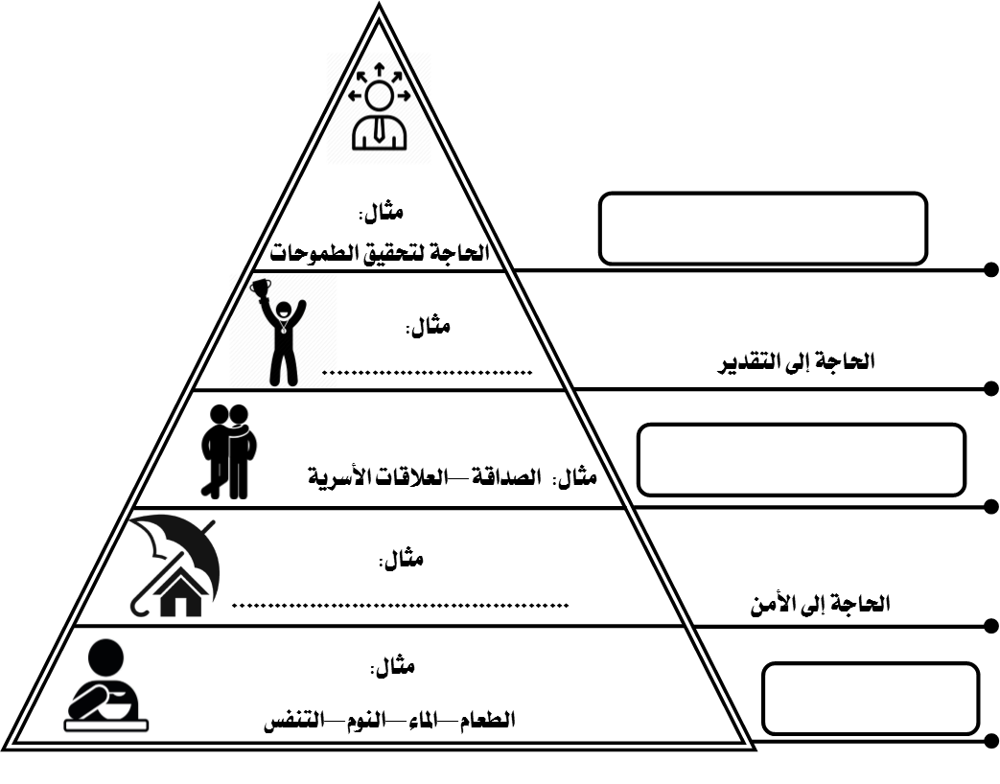 مثال:
الحاجة لتحقيق الطموحات
مثال:
..............................
الحاجة إلى التقدير
مثال: الصداقة–العلاقات الأسرية
مثال:
................................................
الحاجة إلى الأمن
مثال:
الطعام–الماء–النوم–التنفس